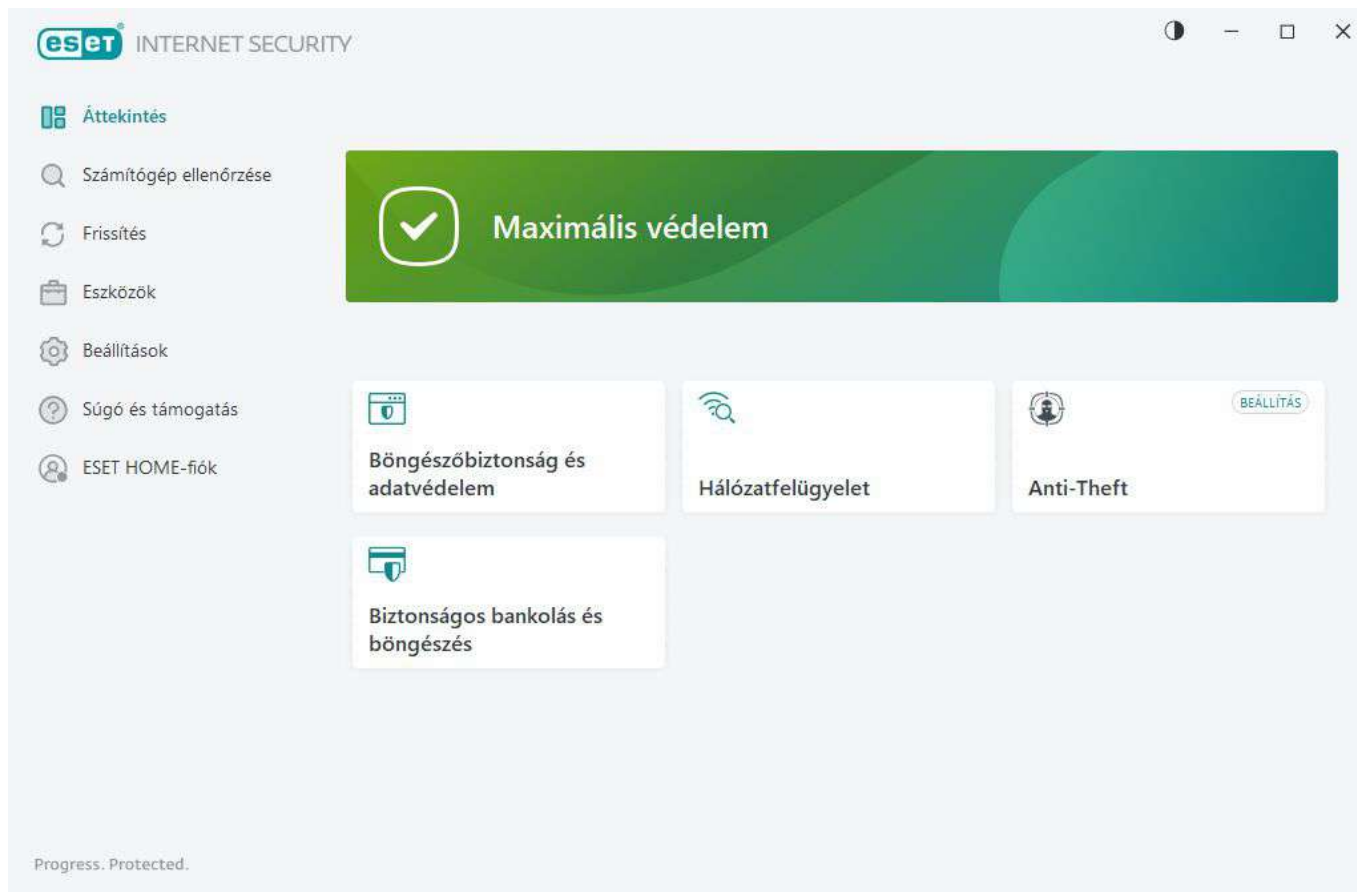 eset INTERNET SECURITY
Áttekintés
Számítógép ellenőrzése
Frissítés
Eszközök
Beállítások
Súgó és támogatás
ESET HOME-fiók
Maximális védelem
Böngészőbiztonság és
adatvédelem
Hálózatfelügyelet
BEÁLLÍTÁS
Anti-Theft
Biztonságos bankolás és
böngészés
Progress. Protected.